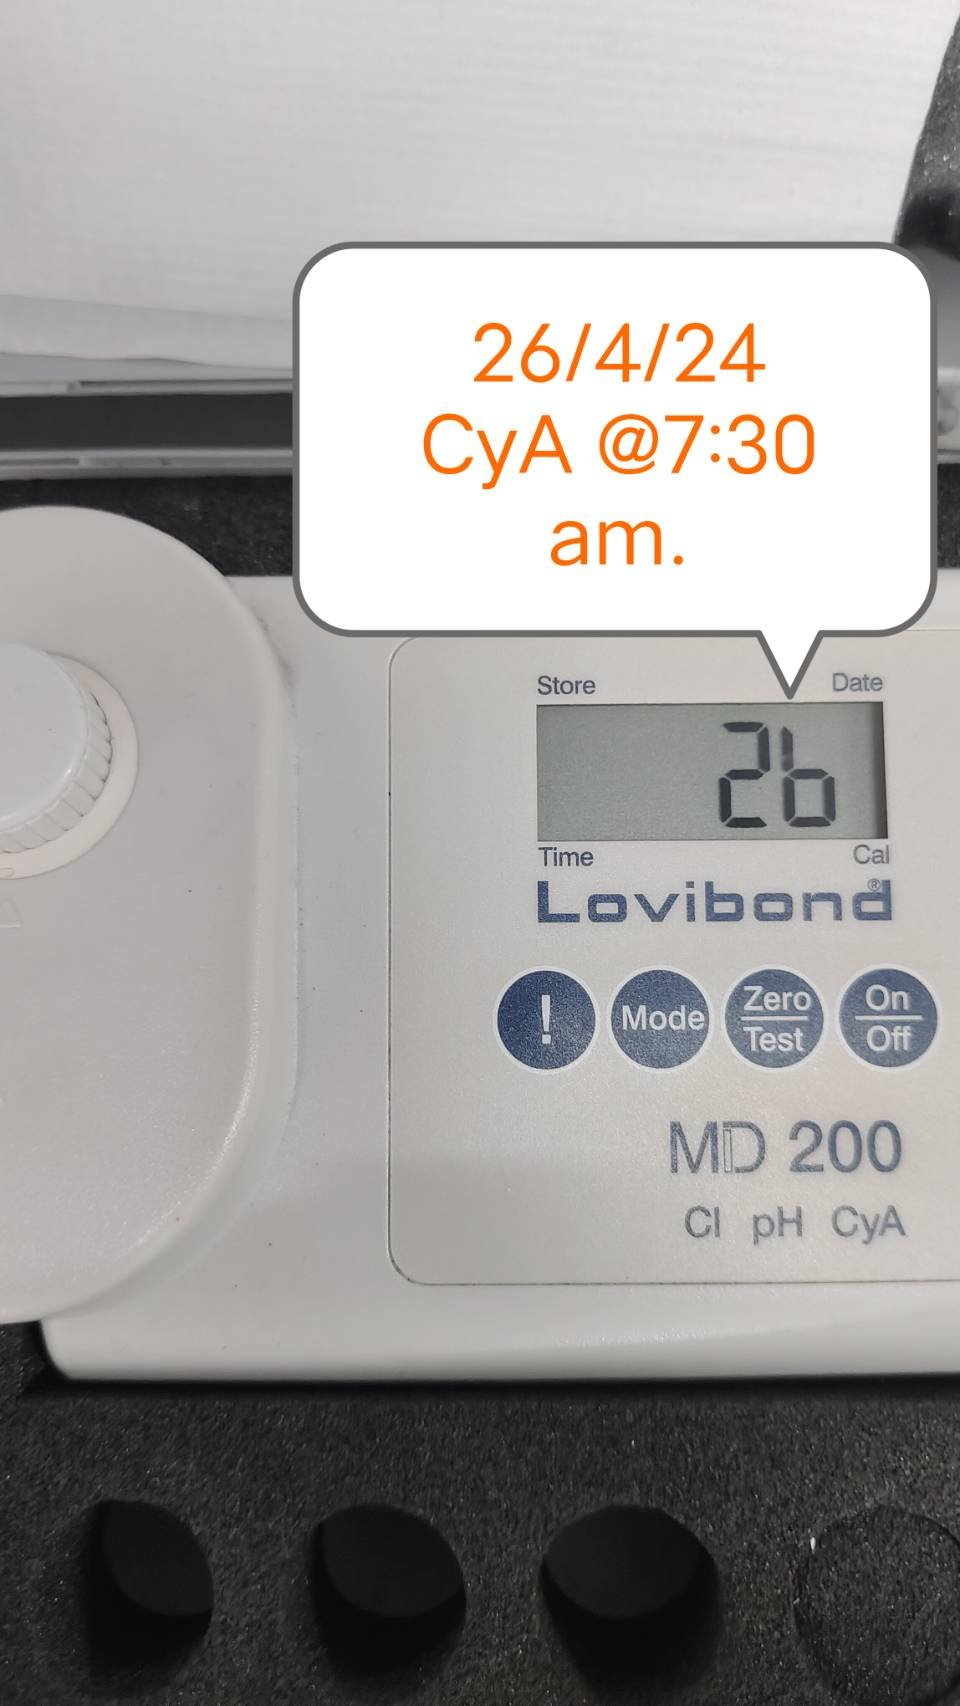 26/4/24
CyA @7:30
am.
Store Date
26
Time Cal
Lovibond®
! Mode Zero Test On Off
MD 200
Cl pH CyA